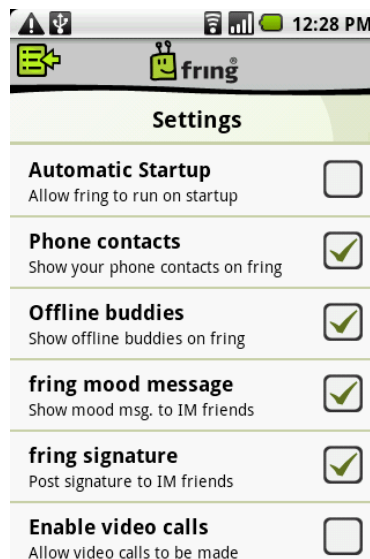 12:28 PM
fring
Settings
Automatic Startup
Allow fring to run on startup
Phone contacts
Show your phone contacts on fring
Offline buddies
Show offline buddies on fring
fring mood message
Show mood msg. to IM friends
fring signature
Post signature to IM friends
Enable video calls
Allow video calls to be made